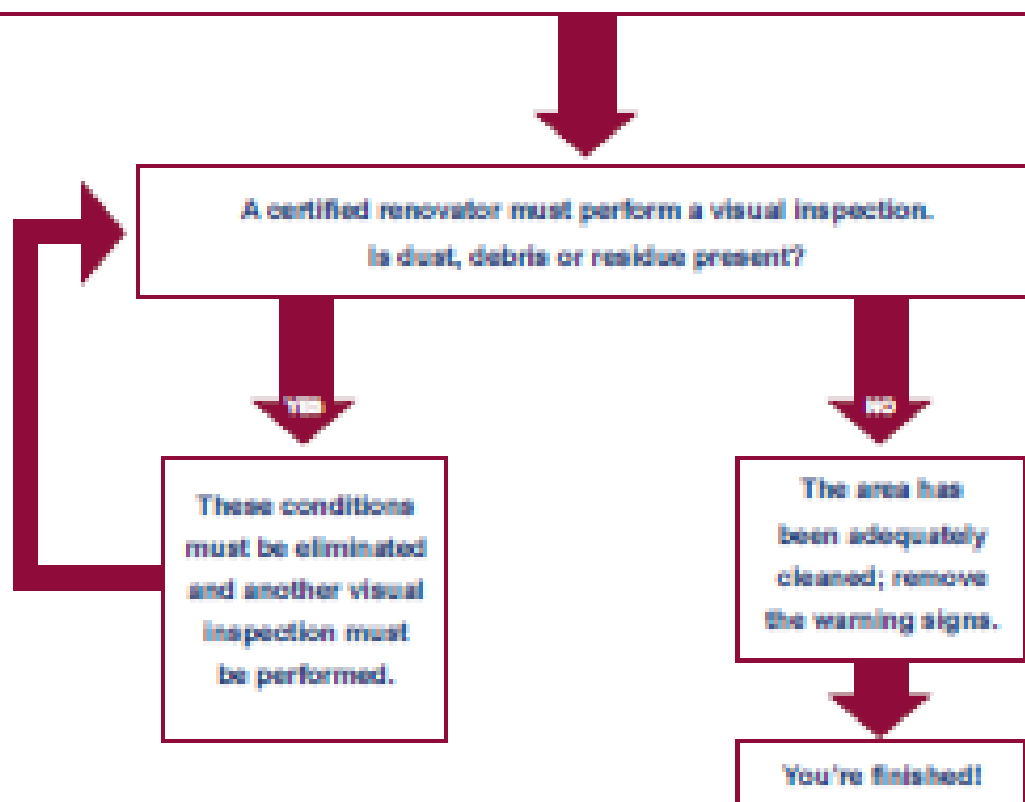 A certified renovator must perform a visual inspection.
Is dust, debris or residue present?
YES
NO
These conditions
must be eliminated
and another visual
inspection must
be performed.
The area has
been adequately
cleaned; remove
the warning signs.
You're finished!